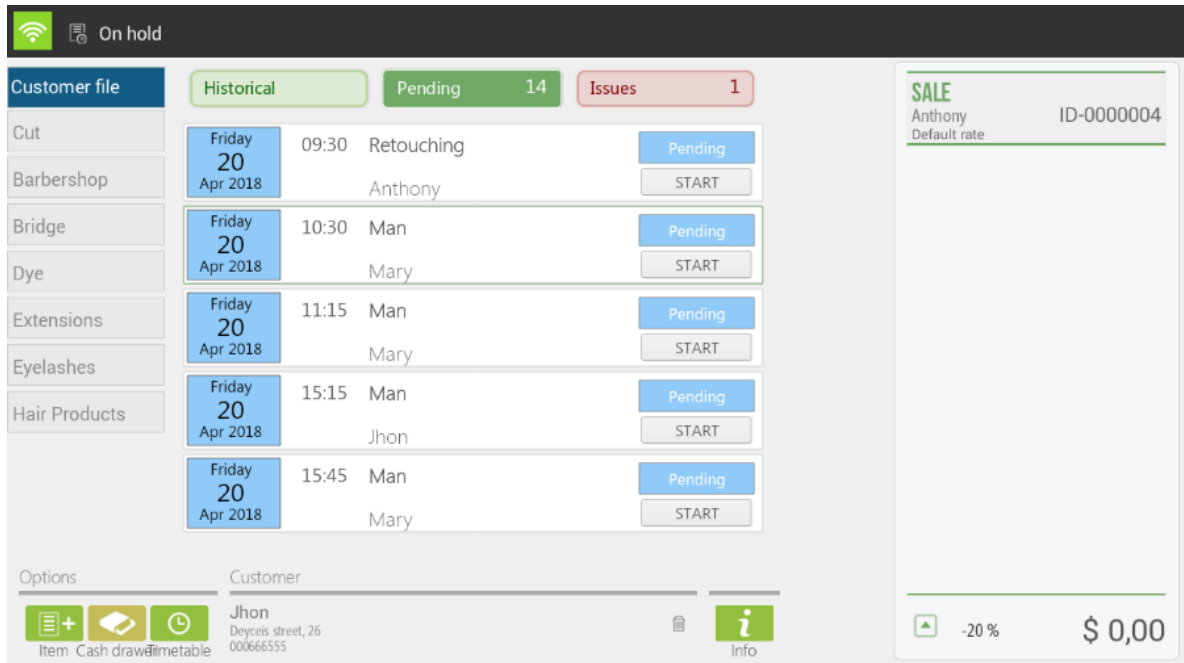 On hold
Customer file
Cut
Barbershop
Bridge
Dye
Extensions
Eyelashes
Hair Products
Historical
Pending 14
Issues 1
Friday
20
Apr 2018
09:30 Retouching
Anthony
Pending
START
Friday
20
Apr 2018
10:30 Man
Mary
Pending
START
Friday
20
Apr 2018
11:15 Man
Mary
Pending
START
Friday
20
Apr 2018
15:15 Man
Jhon
Pending
START
Friday
20
Apr 2018
15:45 Man
Mary
Pending
START
SALE
Anthony
Default rate
ID-0000004
Options
Item
Cash drawer
Timetable
Customer
Jhon
Deyceis street, 26
000666555
Info
-20 %
$ 0,00